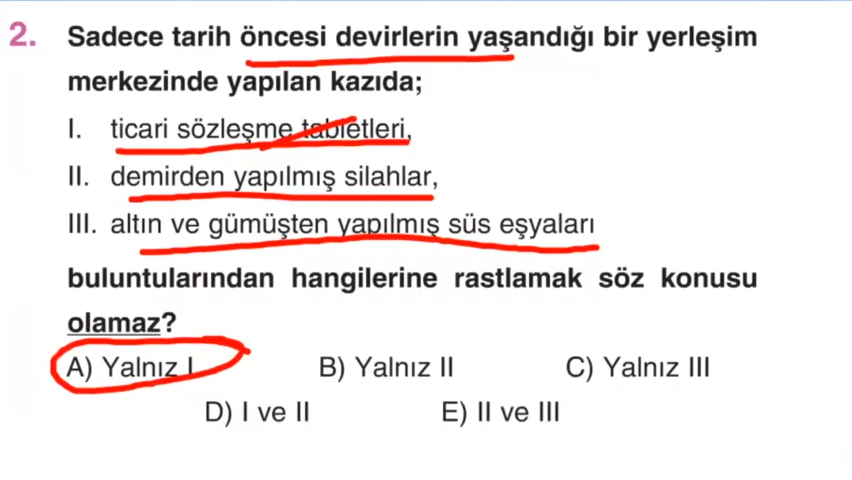 2. Sadece tarih öncesi devirlerin yaşandığı bir yerleşim
merkezinde yapılan kazıda;
I. ticari sözleşme tabletleri,
II. demirden yapılmış silahlar,
III. altın ve gümüşten yapılmış süs eşyaları
buluntularından hangilerine rastlamak söz konusu
olamaz?
A) Yalnız I B) Yalnız II C) Yalnız III
D) I ve II E) II ve III